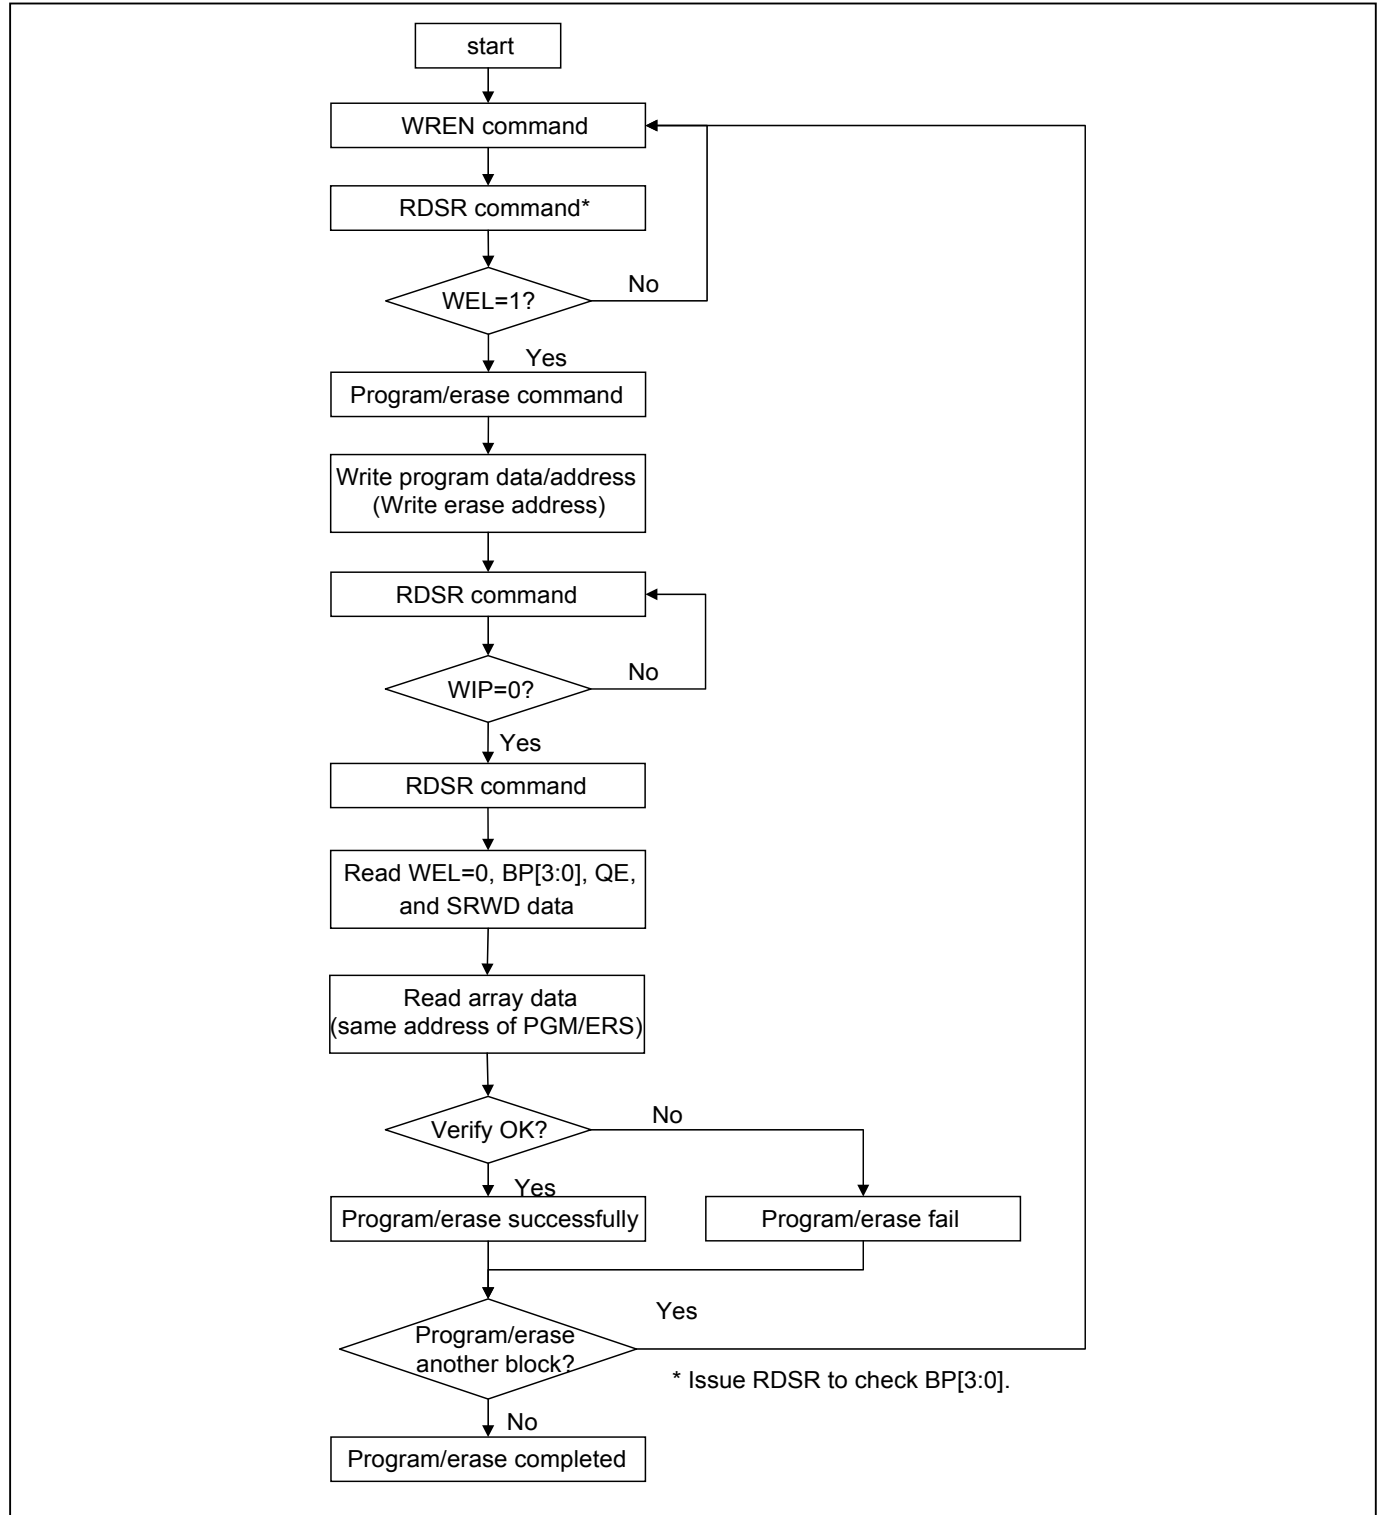 start
WREN command
RDSR command*
WEL=1?
No
Yes
Program/erase command
Write program data/address
(Write erase address)
RDSR command
WIP=0?
No
Yes
RDSR command
Read WEL=0, BP[3:0], QE,
and SRWD data
Read array data
(same address of PGM/ERS)
Verify OK?
No
Yes
Program/erase successfully
Program/erase fail
Program/erase
another block?
Yes
* Issue RDSR to check BP[3:0].
No
Program/erase completed